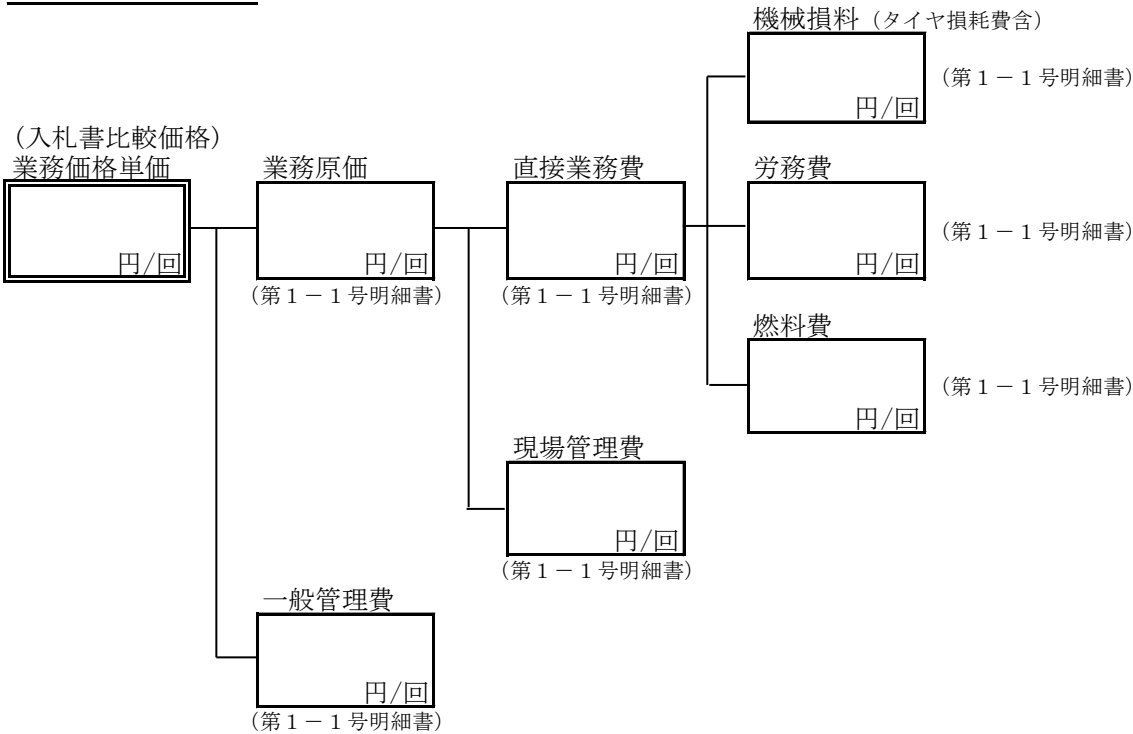 機械損料（タイヤ損耗費含）
円/回
（第１－１号明細書）
（入札書比較価格）
業務価格単価
円/回
業務原価
円/回
（第１－１号明細書）
直接業務費
円/回
（第１－１号明細書）
労務費
円/回
（第１－１号明細書）
燃料費
円/回
（第１－１号明細書）
現場管理費
円/回
（第１－１号明細書）
一般管理費
円/回
（第１－１号明細書）